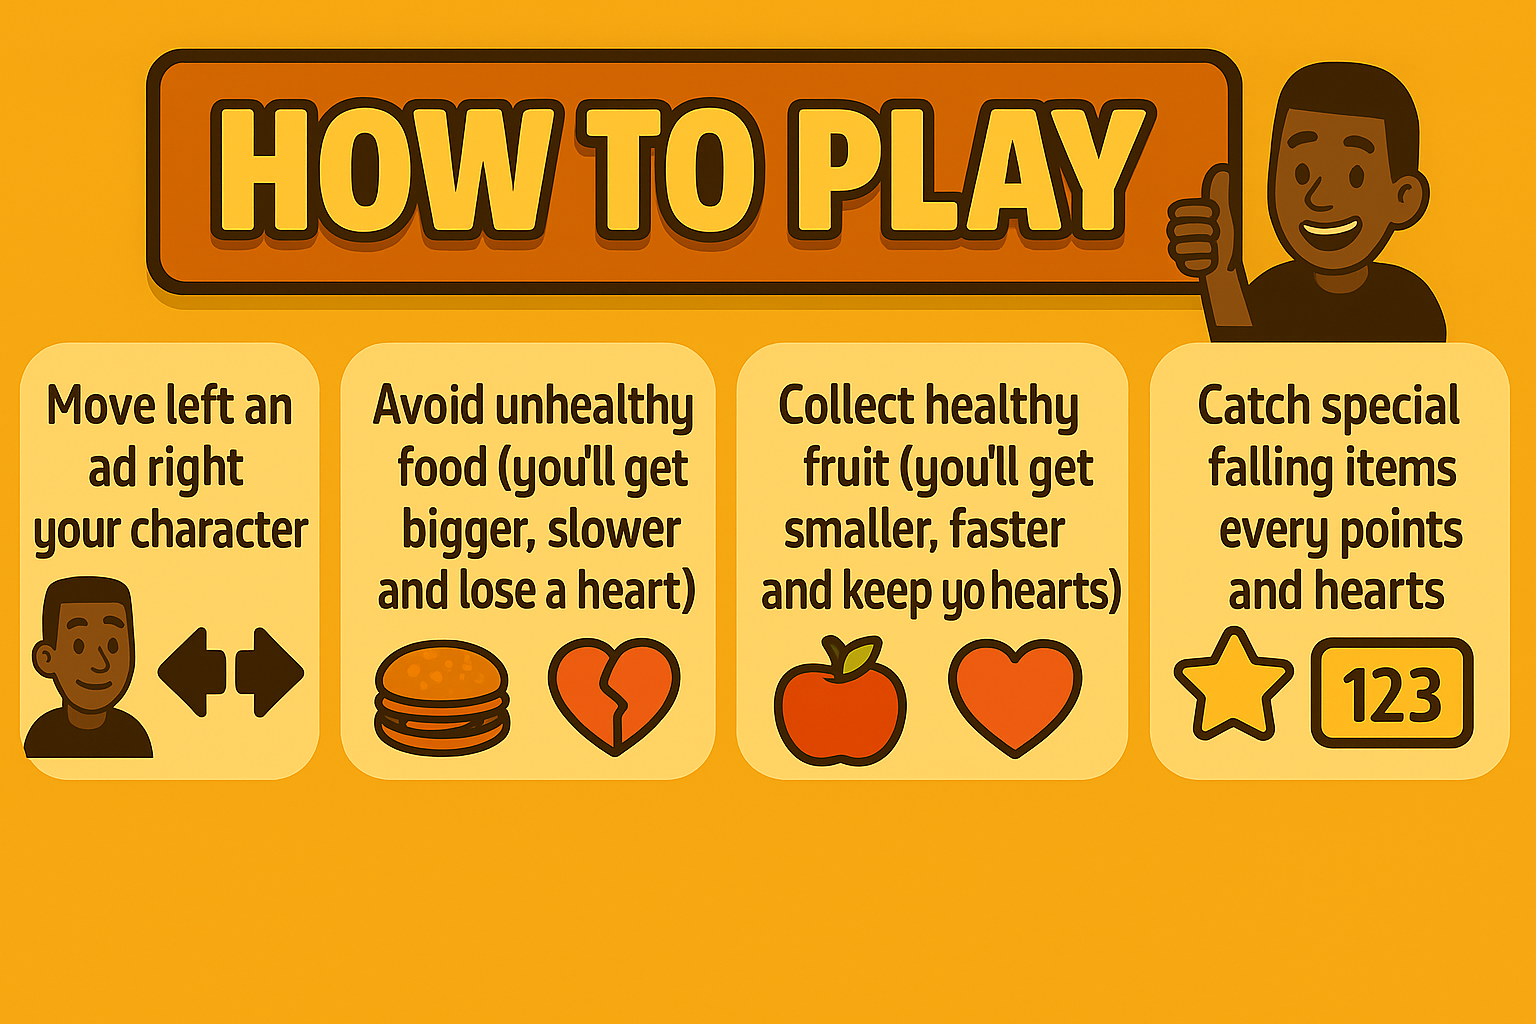 HOW TO PLAY
Move left an
ad right
your character
Avoid unhealthy
food (you'll get
bigger, slower
and lose a heart)
Collect healthy
fruit (you'll get
smaller, faster
and keep yo hearts)
Catch special
falling items
every points
and hearts
123